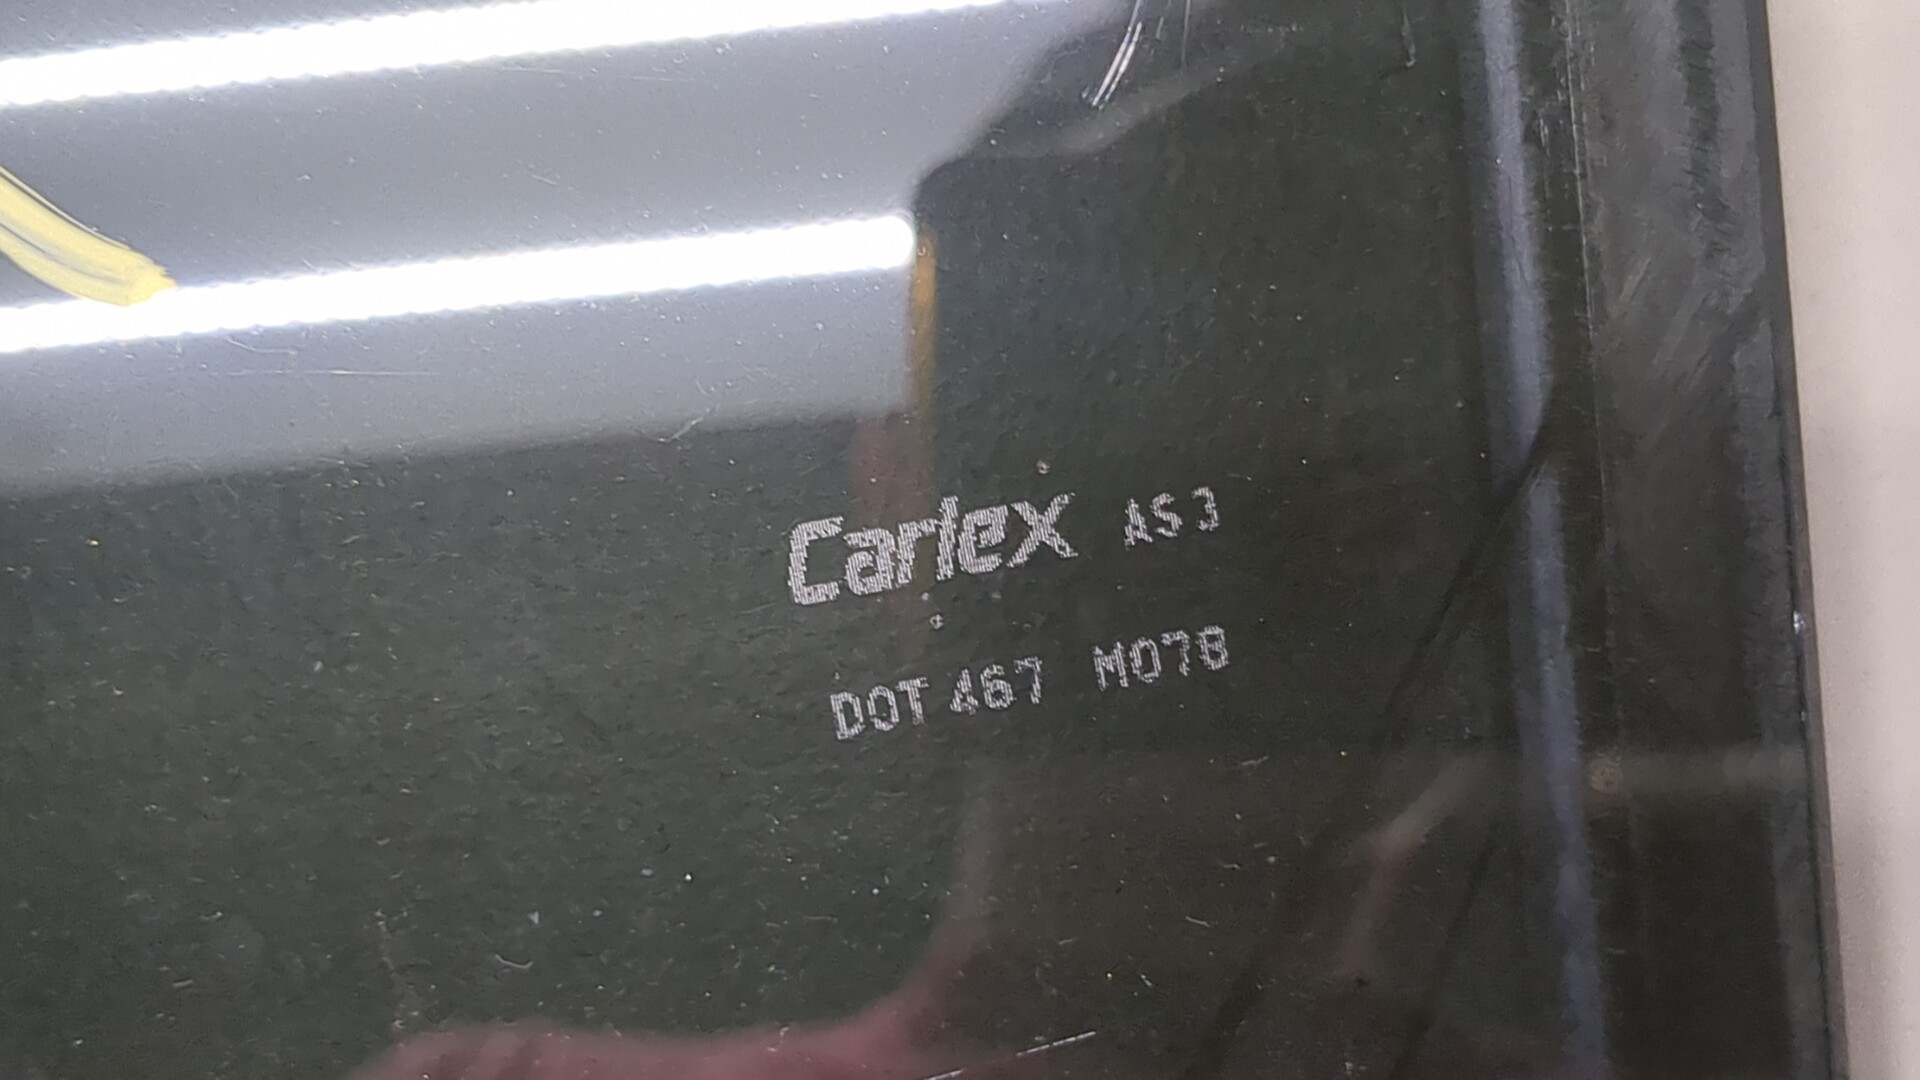 Carlex AS3
DOT 467 M078